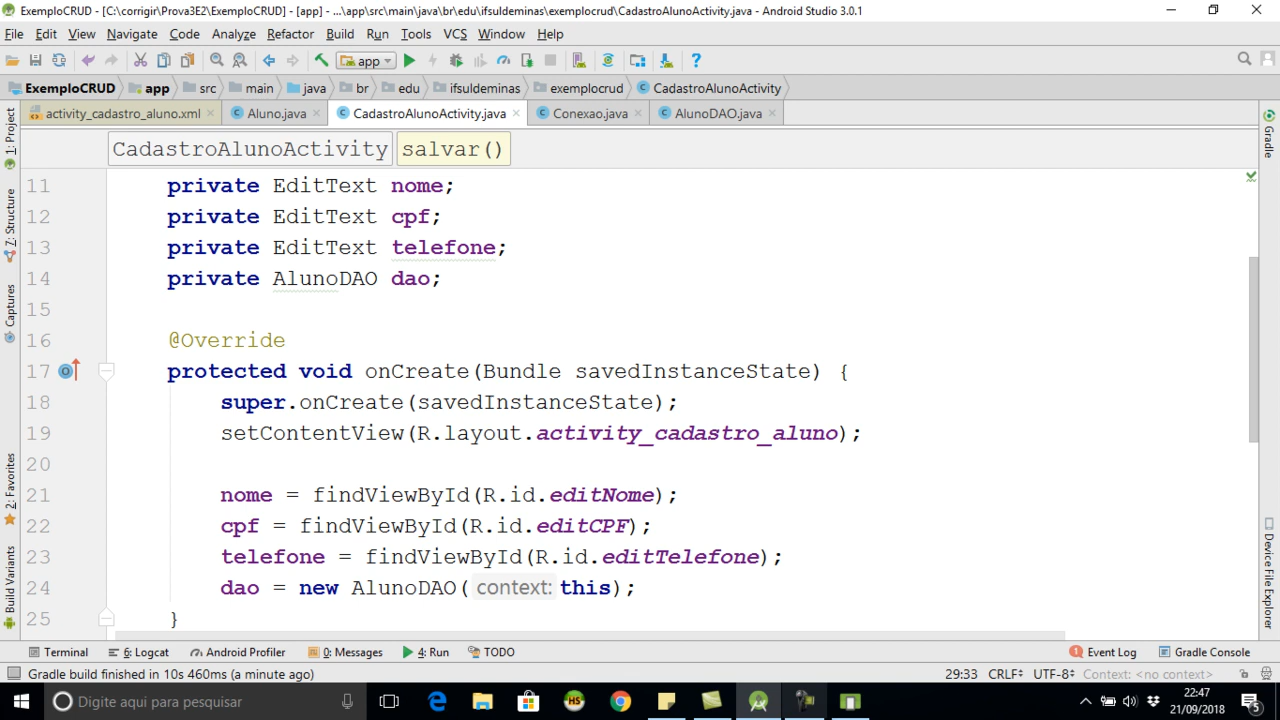 ExemploCRUD - [C:\corrigir\Prova3E2\ExemploCRUD] - [app] - ...\app\src\main\java\br\edu\ifsuldeminas\exemplocrud\CadastroAlunoActivity.java - Android Studio 3.0.1
File Edit View Navigate Code Analyze Refactor Build Run Tools VCS Window Help
app
ExemploCRUD app src main java br edu ifsuldeminas exemplocrud CadastroAlunoActivity
activity_cadastro_aluno.xml Aluno.java CadastroAlunoActivity.java Conexao.java AlunoDAO.java
1: Project
Z: Structure
Captures
2: Favorites
Build Variants
Gradle
Device File Explorer
CadastroAlunoActivity salvar()
11 private EditText nome;
12 private EditText cpf;
13 private EditText telefone;
14 private AlunoDAO dao;
15
16 @Override
17 protected void onCreate(Bundle savedInstanceState) {
18 super.onCreate(savedInstanceState);
19 setContentView(R.layout.activity_cadastro_aluno);
20
21 nome = findViewById(R.id.editNome);
22 cpf = findViewById(R.id.editCPF);
23 telefone = findViewById(R.id.editTelefone);
24 dao = new AlunoDAO( context: this);
25 }
Terminal 6: Logcat Android Profiler 0: Messages 4: Run TODO Event Log Gradle Console
Gradle build finished in 10s 460ms (a minute ago) 29:33 CRLF UTF-8 Context: <no context>
Digite aqui para pesquisar
22:47
21/09/2018
5